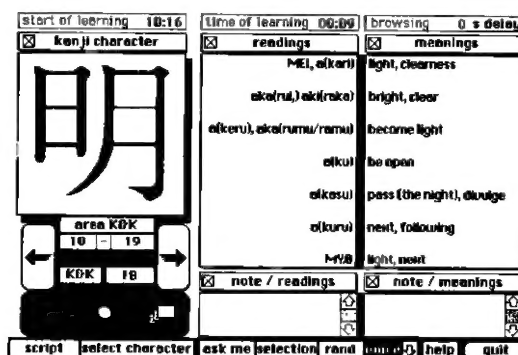 start of learning 10:16
time of learning 00:09
browsing 0 s delay
kanji character
readings
meanings
明
MEI, a(kari)
light, clearness
aka(rui,) aki(raka)
bright, clear
a(keru), aka(rumu/ramu)
become light
a(ku)
be open
a(kasu)
pass (the night), divulge
a(kuru)
next, following
MYÔ
light, next
area KDK
10 - 19
KDK 18
note / readings
note / meanings
script select character ask me selection rand help quit